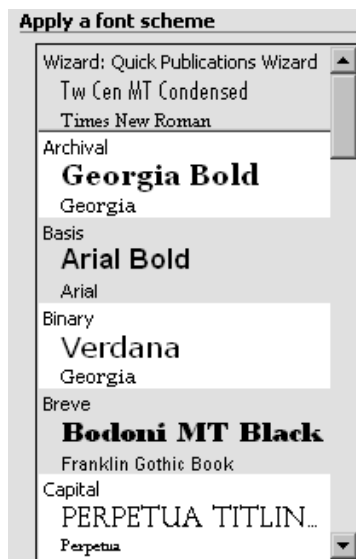 Apply a font scheme
Wizard: Quick Publications Wizard
Tw Cen MT Condensed
Times New Roman
Archival
Georgia Bold
Georgia
Basis
Arial Bold
Arial
Binary
Verdana
Georgia
Breve
Bodoni MT Black
Franklin Gothic Book
Capital
PERPETUA TITLIN...
Perpetua